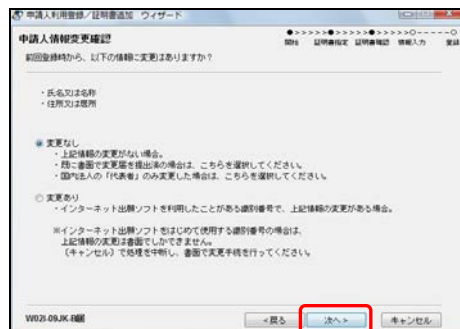 申請人利用登録／証明書追加 ウィザード
申請人情報変更確認
●>>>>>●>>>>>●>>>>>○-----○
開始 証明書指定 証明書確認 情報入力 登録
前回登録時から、以下の情報に変更はありますか？
・氏名又は名称
・住所又は居所
変更なし
・上記情報の変更がない場合。
・既に書面で変更届を提出済の場合は、こちらを選択してください。
・国内法人の「代表者」のみ変更した場合は、こちらを選択してください。
変更あり
・インターネット出願ソフトを利用したことがある識別番号で、上記情報の変更がある場合。
※インターネット出願ソフトをはじめて使用する識別番号の場合は、
上記情報の変更は書面でしかできません。
(キャンセル) で処理を中断し、書面で変更手続を行ってください。
W02I-09JK
<戻る 次へ> キャンセル